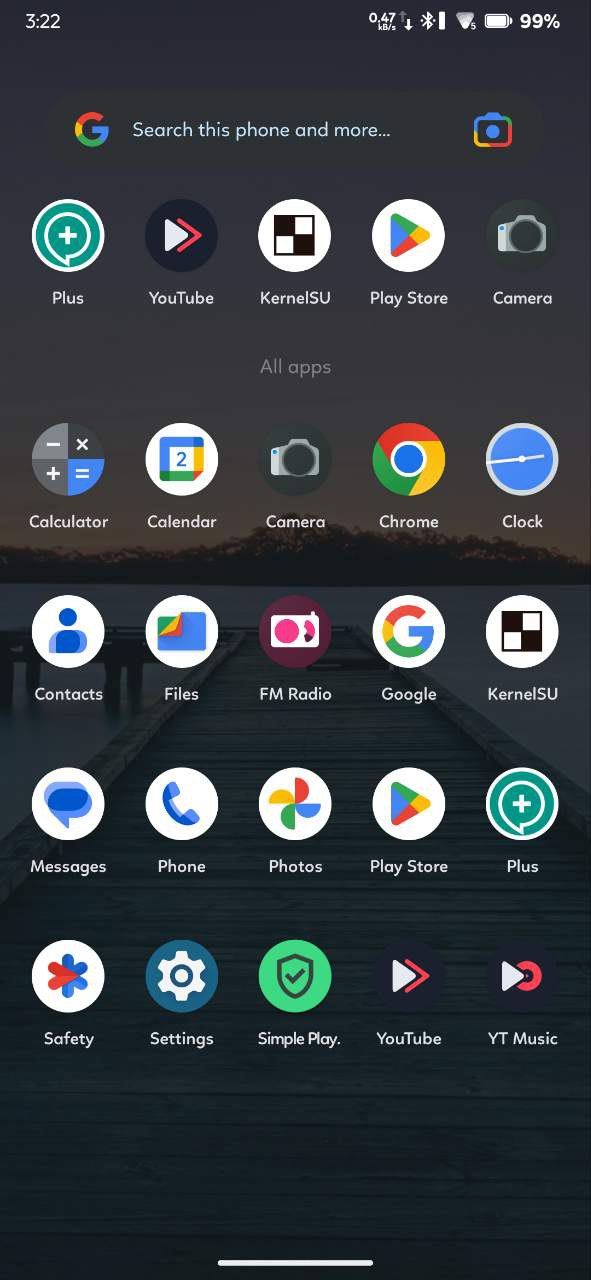 3:22 0.47 kB/s 5 99%
Search this phone and more...
Plus YouTube KernelSU Play Store Camera
All apps
2
Calculator Calendar Camera Chrome Clock
Contacts Files FM Radio Google KernelSU
Messages Phone Photos Play Store Plus
Safety Settings Simple Play. YouTube YT Music